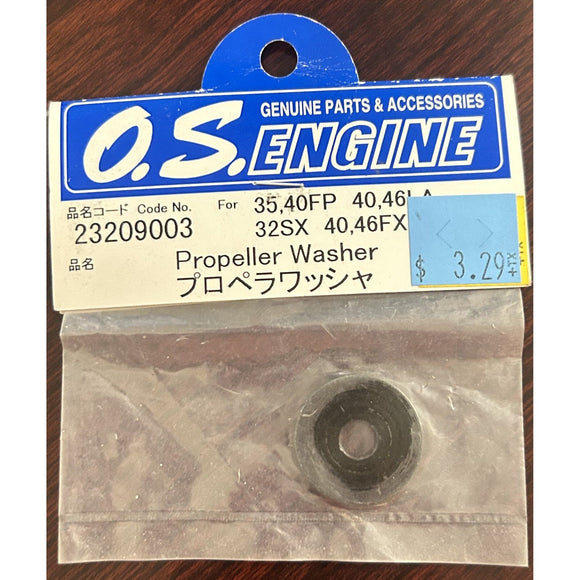 GENUINE PARTS & ACCESSORIES
O.S.ENGINE
品名コード Code No. For 35,40FP 40,46LA
23209003 32SX 40,46FX
品名 Propeller Washer
プロペラワッシャ
$ 3.29